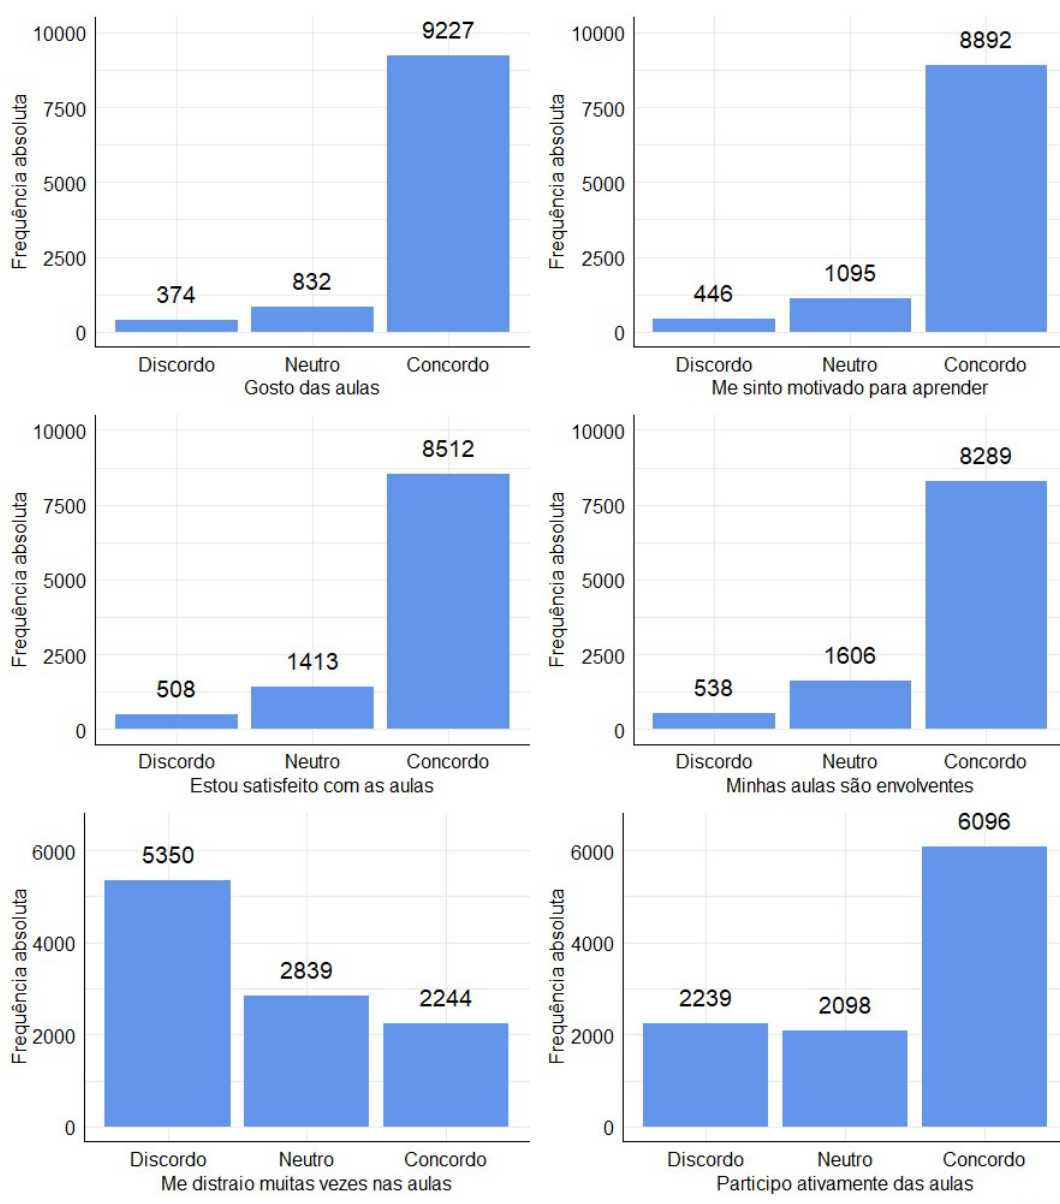 Frequência absoluta
10000
7500
5000
2500
0
374
832
9227
Discordo Neutro Concordo
Gosto das aulas
Frequência absoluta
10000
7500
5000
2500
0
446
1095
8892
Discordo Neutro Concordo
Me sinto motivado para aprender
Frequência absoluta
10000
7500
5000
2500
0
508
1413
8512
Discordo Neutro Concordo
Estou satisfeito com as aulas
Frequência absoluta
10000
7500
5000
2500
0
538
1606
8289
Discordo Neutro Concordo
Minhas aulas são envolventes
Frequência absoluta
6000
4000
2000
0
5350
2839
2244
Discordo Neutro Concordo
Me distraio muitas vezes nas aulas
Frequência absoluta
6000
4000
2000
0
2239
2098
6096
Discordo Neutro Concordo
Participo ativamente das aulas